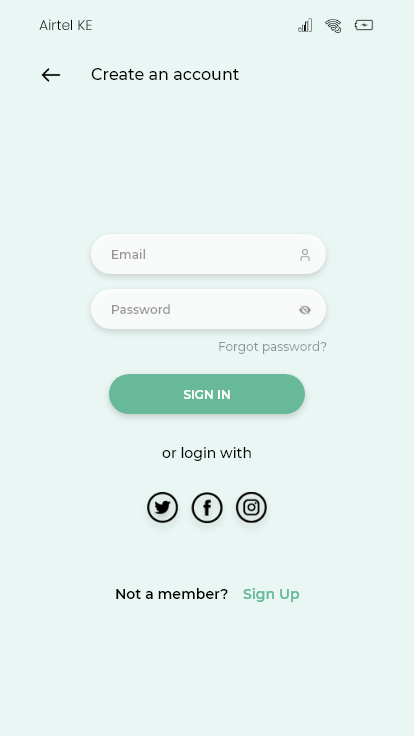 Airtel KE
Create an account
Email
Password
Forgot password?
SIGN IN
or login with
Not a member? Sign Up